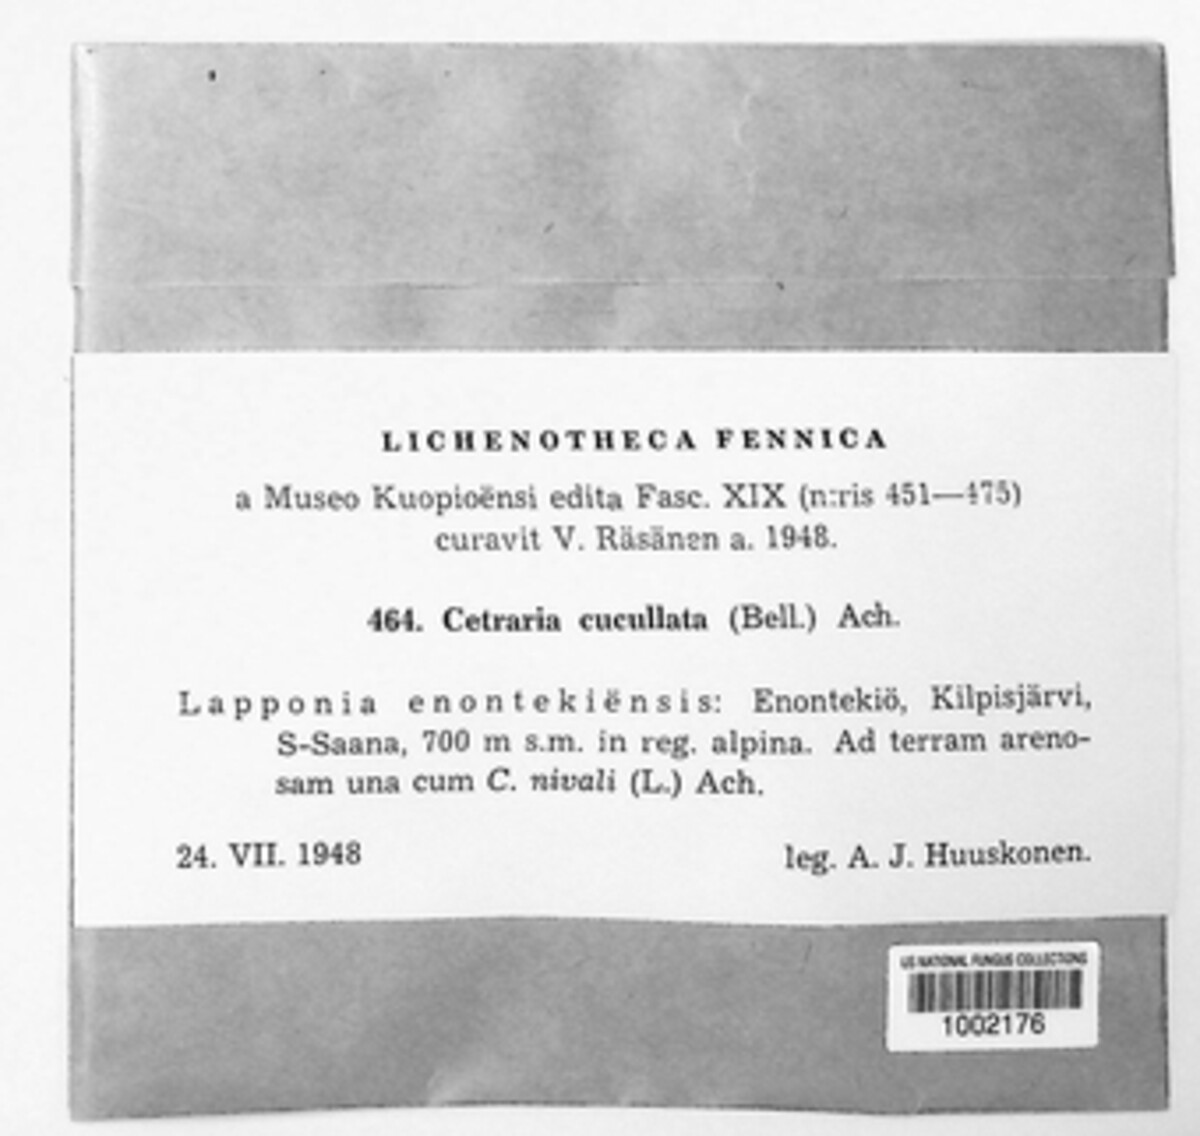 LICHENOTHECA FENNICA
a Museo Kuopioënsi edita Fasc. XIX (n:ris 451—475)
curavit V. Räsänen a. 1948.
464. Cetraria cucullata (Bell.) Ach.
Lapponia enontekiënsis: Enontekiö, Kilpisjärvi,
S-Saana, 700 m s.m. in reg. alpina. Ad terram areno-
sam una cum C. nivali (L.) Ach.
24. VII. 1948 leg. A. J. Huuskonen.
US NATIONAL FUNGUS COLLECTIONS
1002176